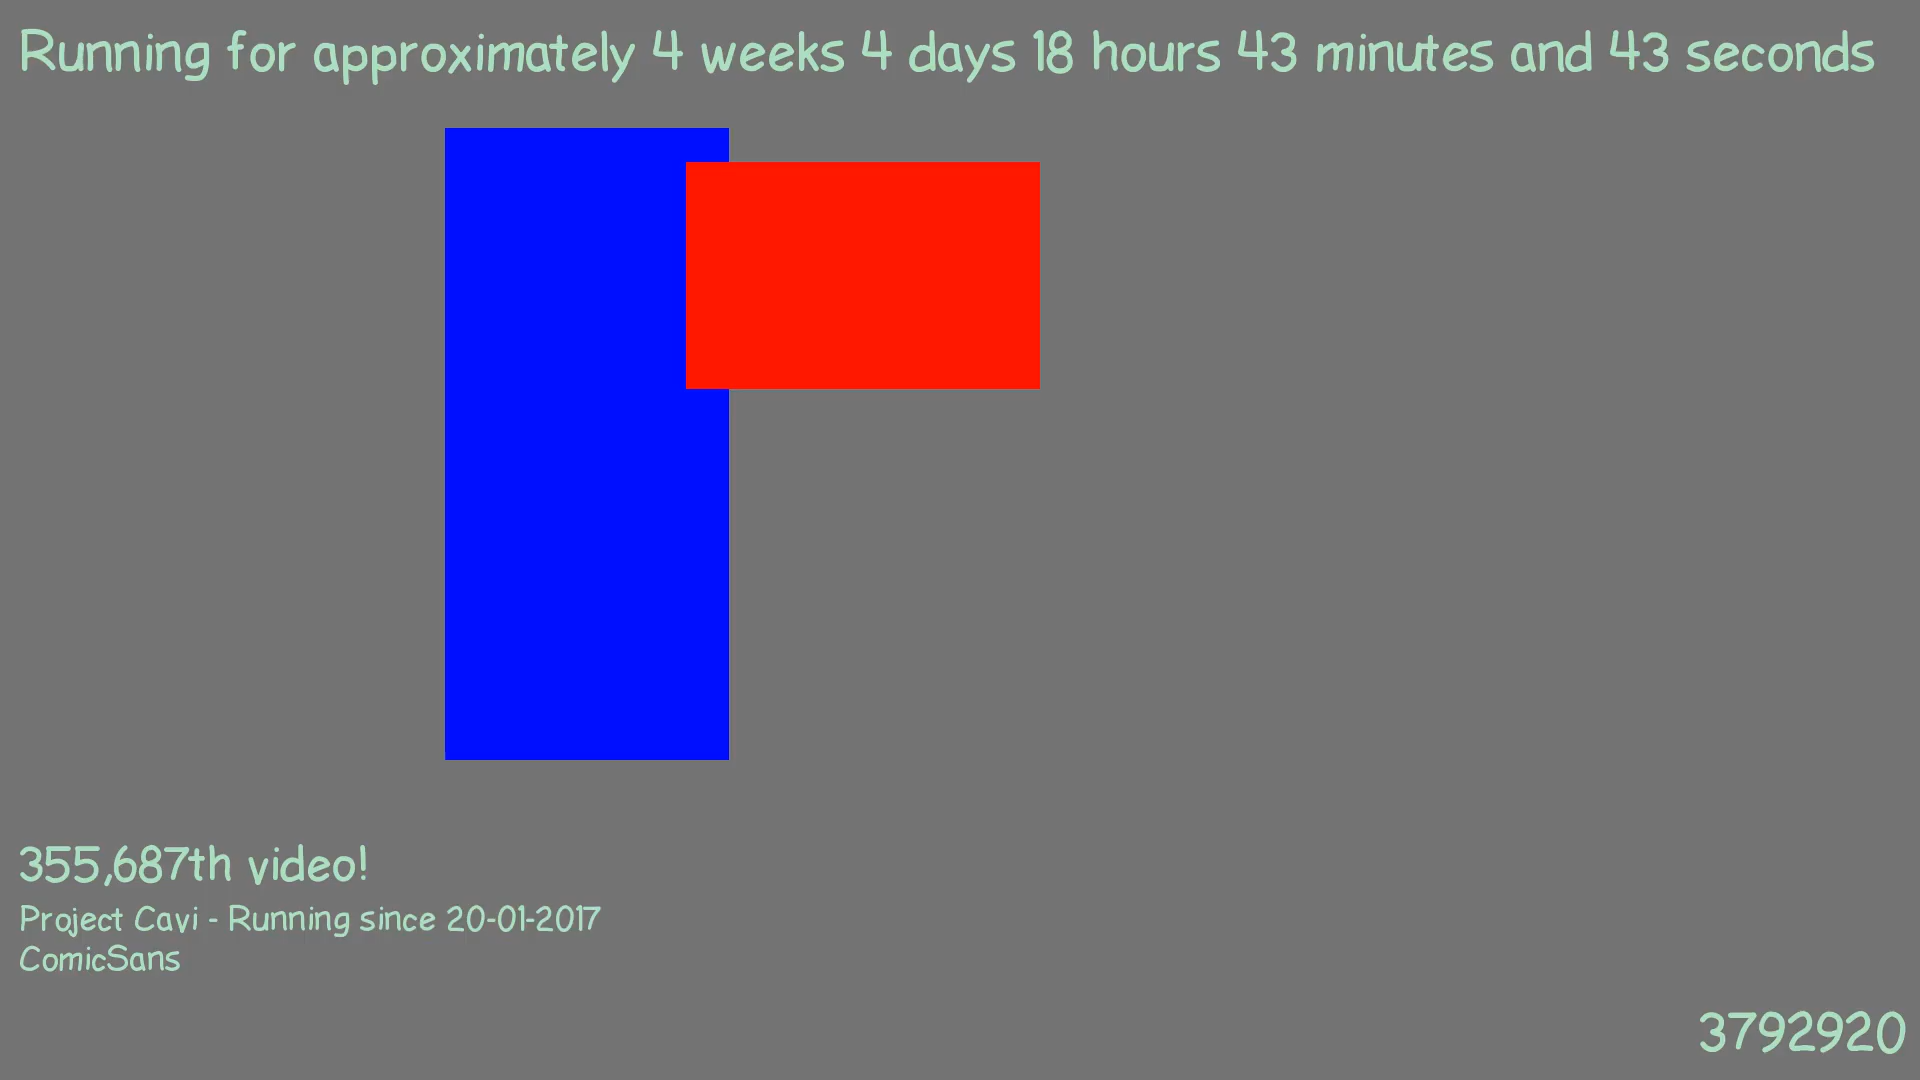 Running for approximately 4 weeks 4 days 18 hours 43 minutes and 43 seconds
355,687th video!
Project Cavi - Running since 20-01-2017
ComicSans
3792920